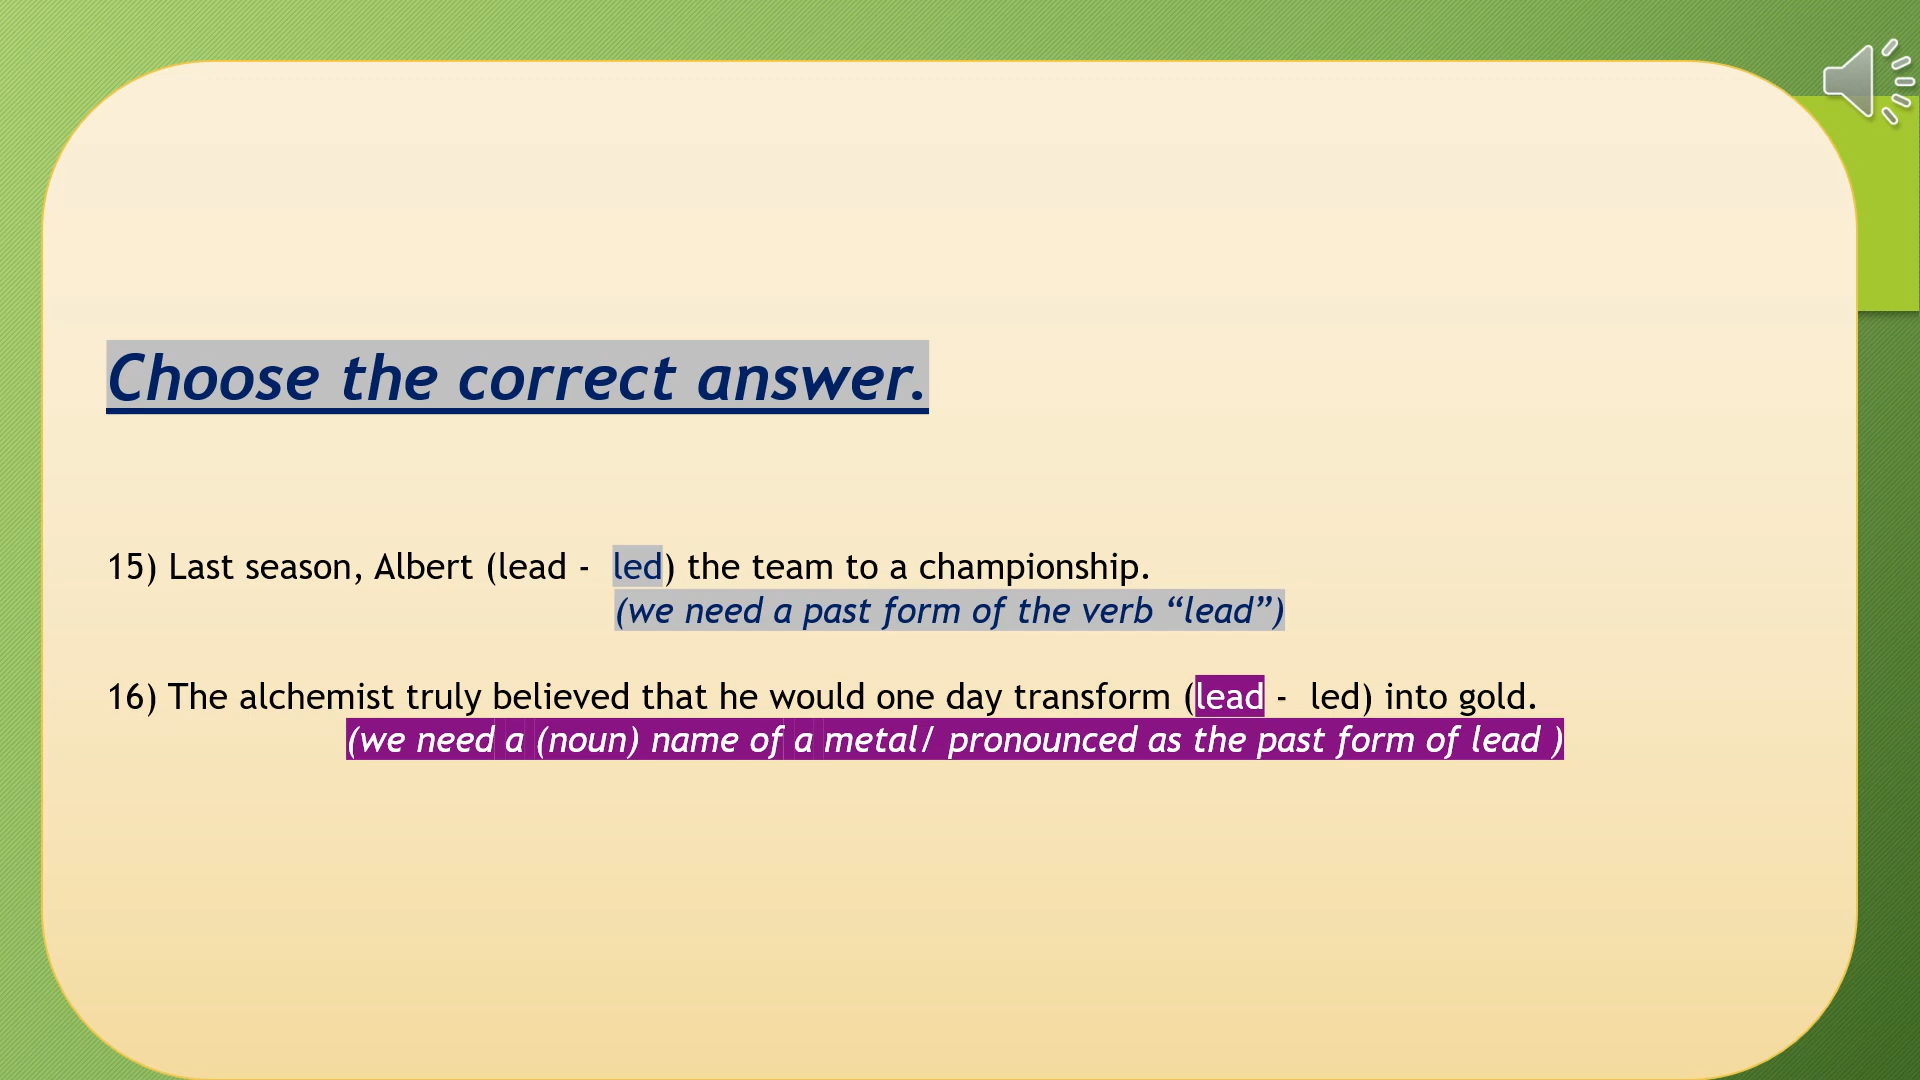 Choose the correct answer.
15) Last season, Albert (lead -  led) the team to a championship.
(we need a past form of the verb “lead”)
16) The alchemist truly believed that he would one day transform (lead -  led) into gold.
(we need a (noun) name of a metal/ pronounced as the past form of lead )